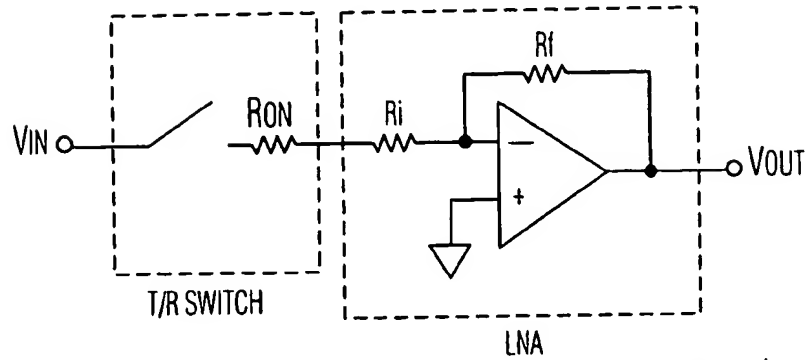 Rf
RON
Ri
VIN
−
+
VOUT
T/R SWITCH
LNA